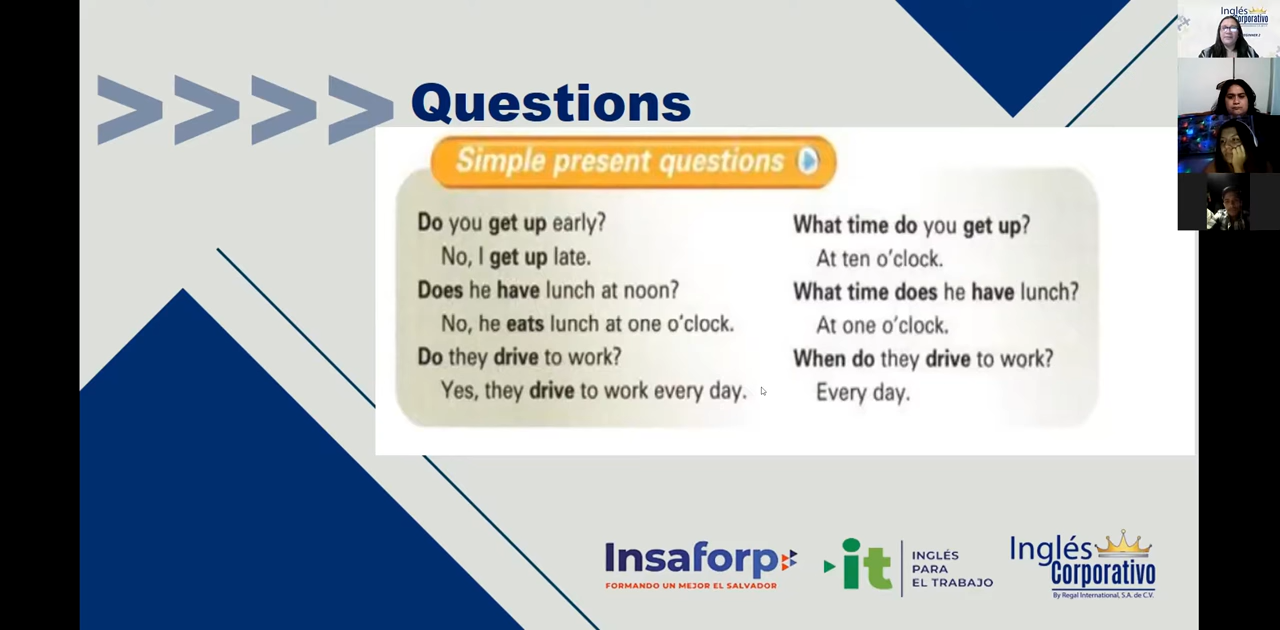 >>>> Questions
Simple present questions
Do you get up early?
No, I get up late.
Does he have lunch at noon?
No, he eats lunch at one o'clock.
Do they drive to work?
Yes, they drive to work every day.
What time do you get up?
At ten o'clock.
What time does he have lunch?
At one o'clock.
When do they drive to work?
Every day.
Insaforp
FORMANDO UN MEJOR EL SALVADOR
it
INGLÉS
PARA
EL TRABAJO
Inglés
Corporativo
By Regal International, S.A. de C.V.
Inglés
Corporativo